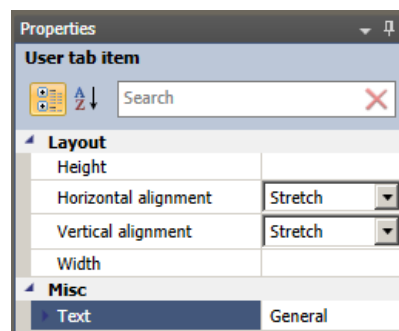 Properties
User tab item
A Z Search
Layout
Height
Horizontal alignment Stretch
Vertical alignment Stretch
Width
Misc
Text General